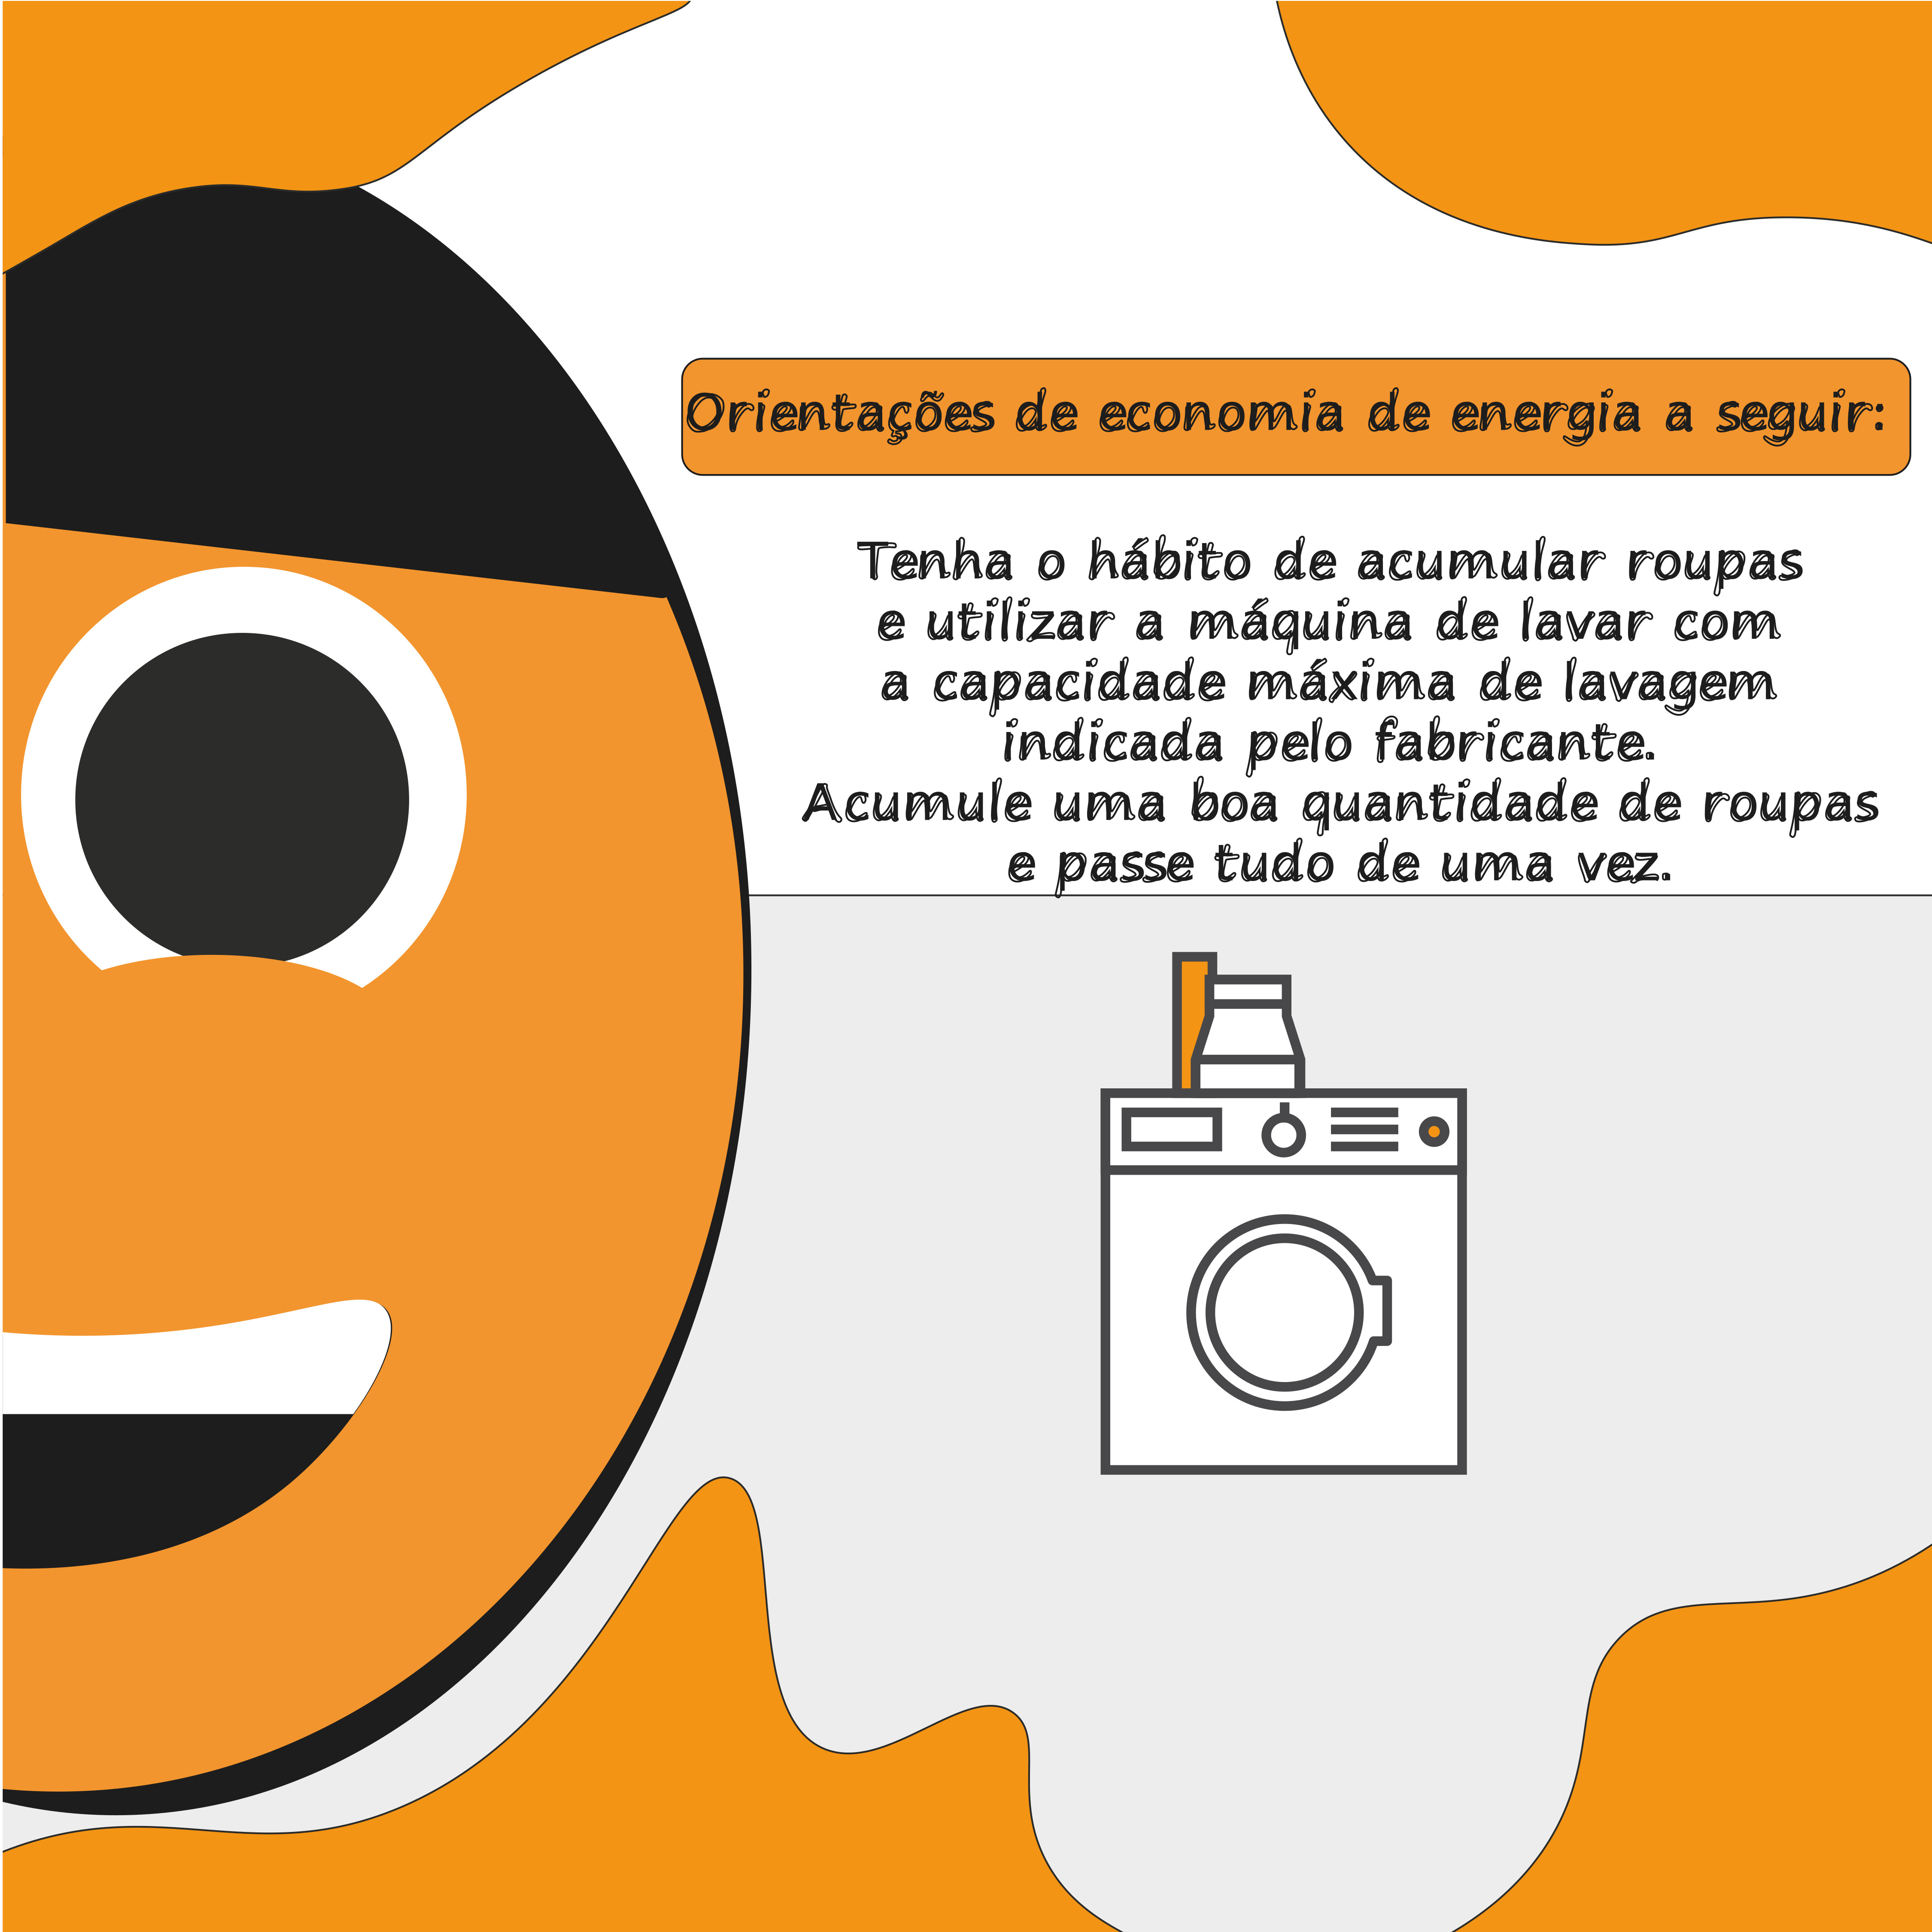 Orientações de economia de energia a seguir:
Tenha o hábito de acumular roupas
e utilizar a máquina de lavar com
a capacidade máxima de lavagem
indicada pelo fabricante.
Acumule uma boa quantidade de roupas
e passe tudo de uma vez.